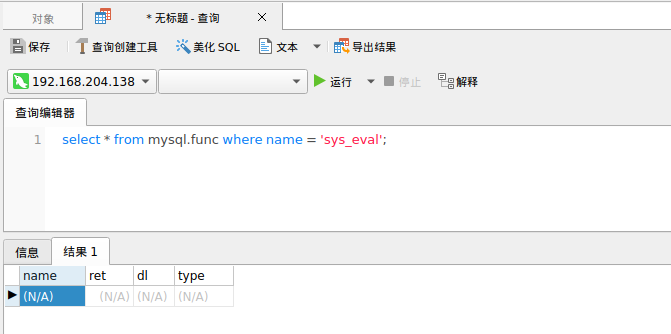 对象
* 无标题 - 查询
保存 查询创建工具 美化 SQL 文本 导出结果
192.168.204.138 运行 停止 解释
查询编辑器
1 select * from mysql.func where name = 'sys_eval';
信息 结果 1
name ret dl type
(N/A) (N/A) (N/A) (N/A)